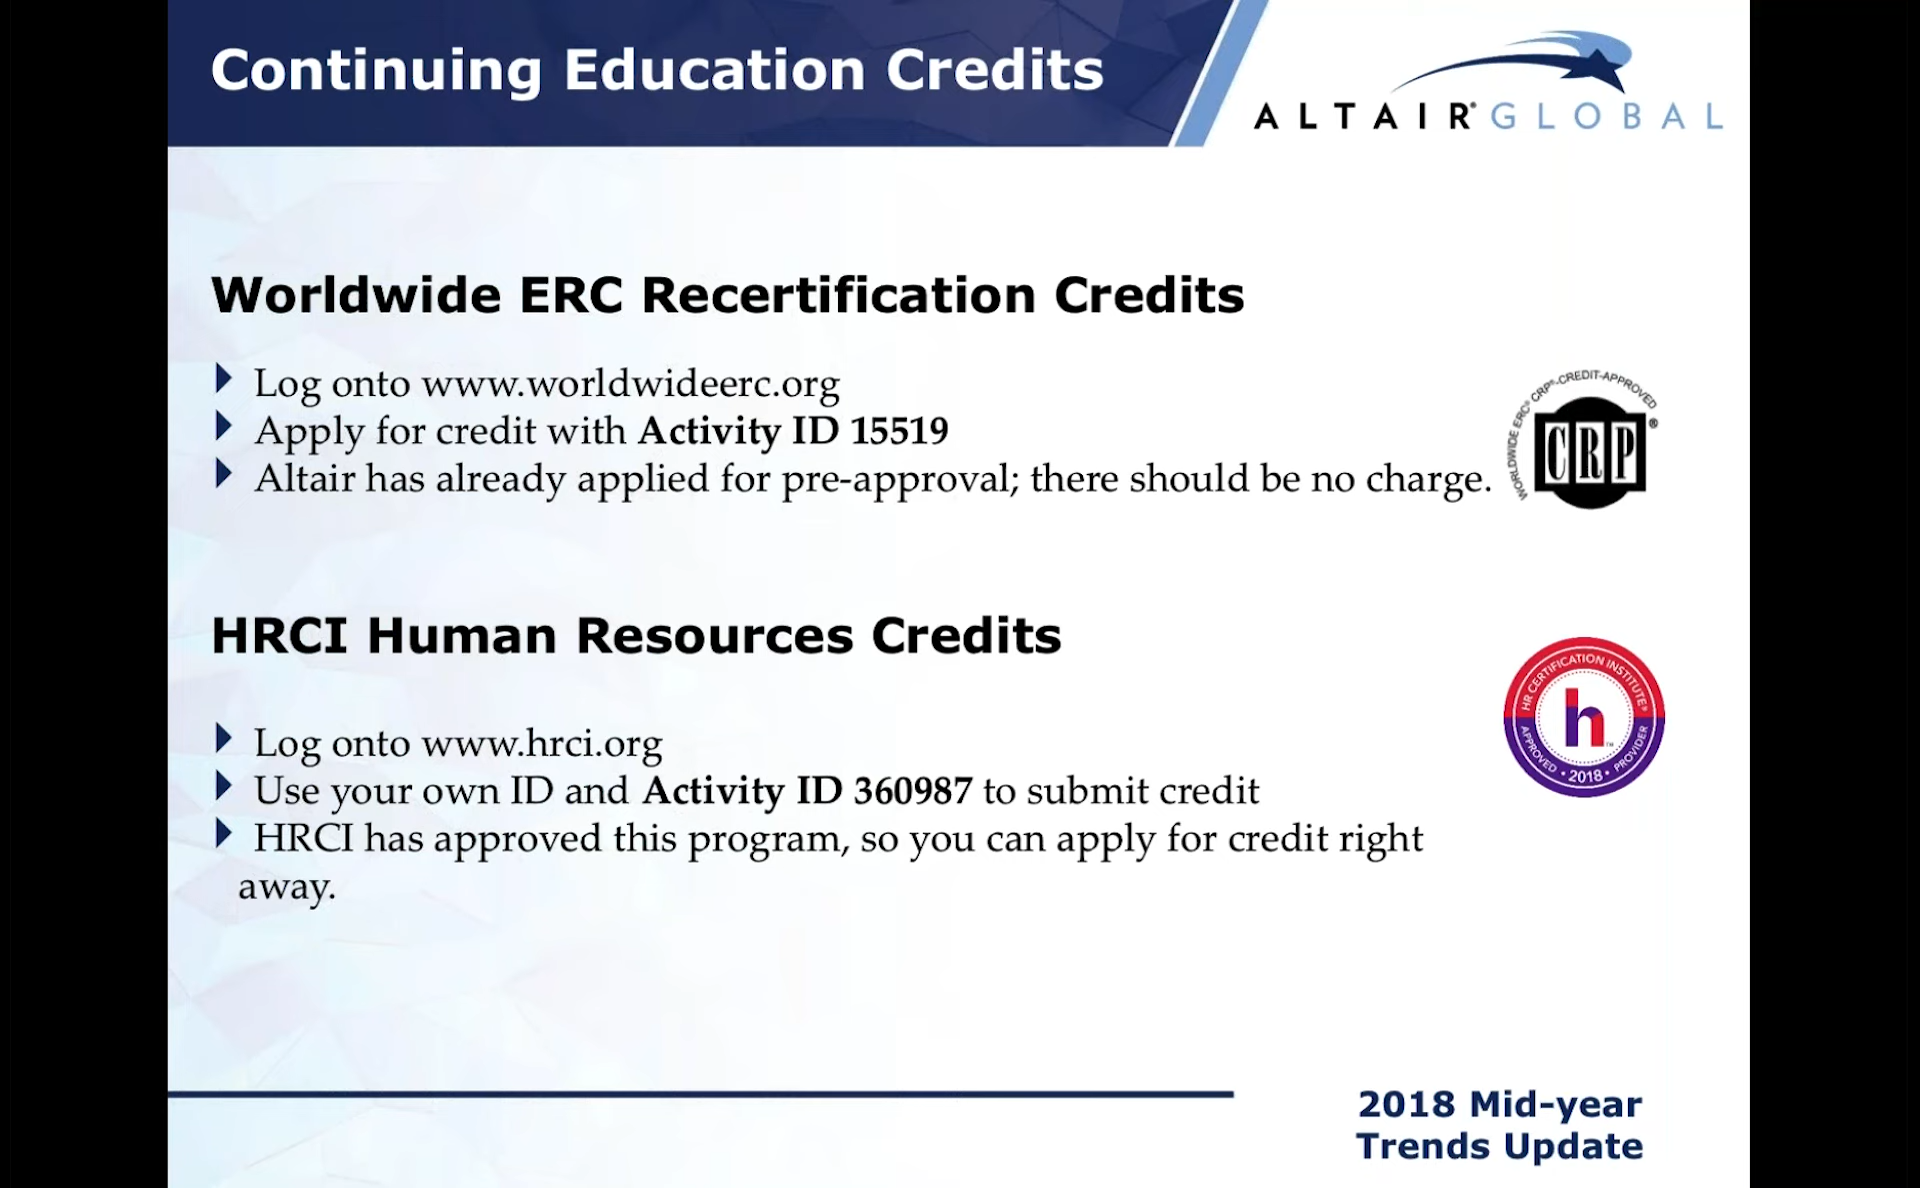 Continuing Education Credits
ALTAIR® GLOBAL
Worldwide ERC Recertification Credits
Log onto www.worldwideerc.org
Apply for credit with Activity ID 15519
Altair has already applied for pre-approval; there should be no charge.
WORLDWIDE ERC® CRP®-CREDIT-APPROVED
CRP®
HRCI Human Resources Credits
HR CERTIFICATION INSTITUTE®
h™
APPROVED • 2018 • PROVIDER
Log onto www.hrci.org
Use your own ID and Activity ID 360987 to submit credit
HRCI has approved this program, so you can apply for credit right
away.
2018 Mid-year
Trends Update